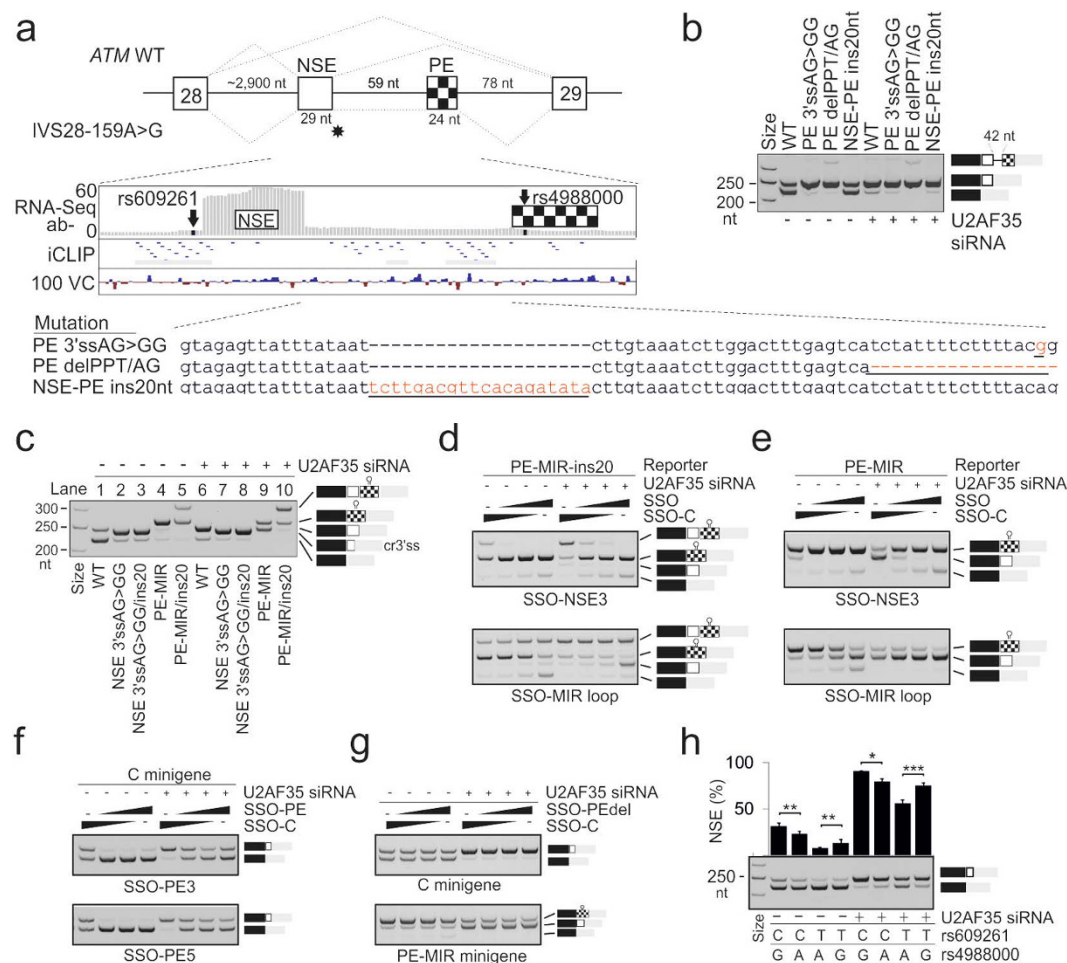 a
ATM WT
NSE
PE
28
~2,900 nt
59 nt
78 nt
29
IVS28-159A>G
29 nt
24 nt
60
rs609261
rs4988000
RNA-Seq
NSE
ab-
0
iCLIP
100 VC
Mutation
PE 3'ssAG>GG gtagagttatttataat--------------------cttgtaaatcttggactttgagtcatctattttcttttacgg
PE delPPT/AG gtagagttatttataat--------------------cttgtaaatcttggactttgagtca-----------------
NSE-PE ins20nt gtagagttatttataattcttgacgttcacagatatacttgtaaatcttggactttgagtcatctattttcttttacag
b
Size
WT
PE 3'ssAG>GG
PE delPPT/AG
NSE-PE ins20nt
WT
PE 3'ssAG>GG
PE delPPT/AG
NSE-PE ins20nt
42 nt
250
200
nt
- - - - + + + +
U2AF35
siRNA
c
- - - - - + + + + + U2AF35 siRNA
Lane 1 2 3 4 5 6 7 8 9 10
300
250
200
nt
cr3'ss
Size
WT
NSE 3'ssAG>GG
NSE 3'ssAG>GG/ins20
PE-MIR
PE-MIR/ins20
WT
NSE 3'ssAG>GG
NSE 3'ssAG>GG/ins20
PE-MIR
PE-MIR/ins20
d
PE-MIR-ins20 Reporter
- - - - + + + + U2AF35 siRNA
SSO
- - SSO-C
SSO-NSE3
SSO-MIR loop
e
PE-MIR Reporter
- - - - + + + + U2AF35 siRNA
SSO
- - SSO-C
SSO-NSE3
SSO-MIR loop
f
C minigene
- - - - + + + + U2AF35 siRNA
- - SSO-PE
- - SSO-C
SSO-PE3
SSO-PE5
g
- - - - + + + + U2AF35 siRNA
- - SSO-PEdel
- - SSO-C
C minigene
PE-MIR minigene
h
100
NSE (%)
50
** ** * ***
250
nt
Size
- - - - + + + + U2AF35 siRNA
C C T T C C T T rs609261
G A A G G A A G rs4988000